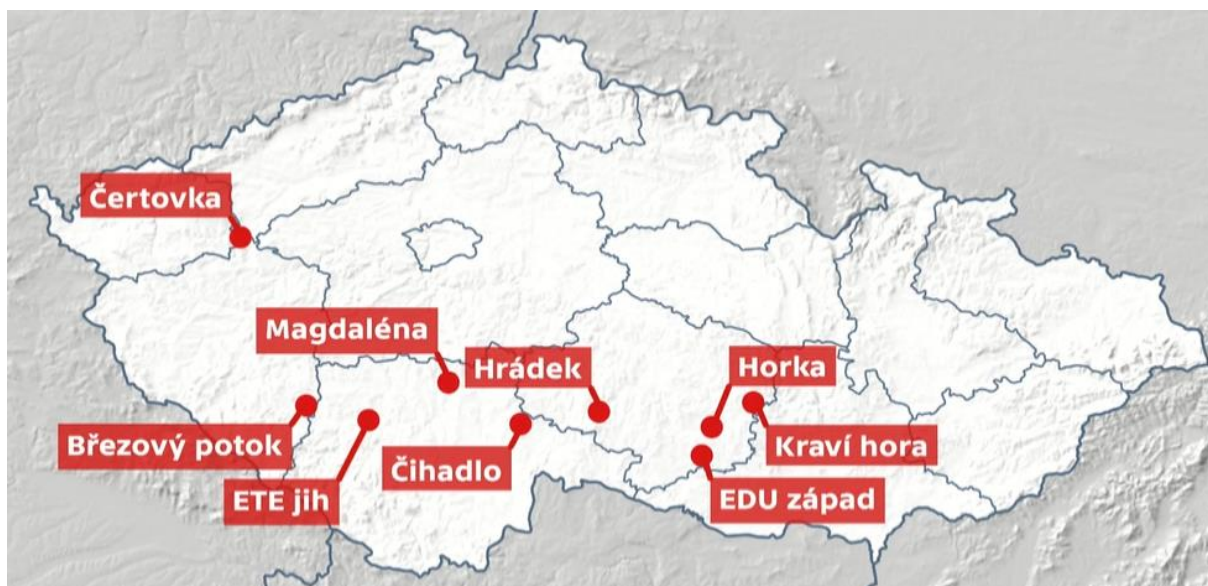 Čertovka
Magdaléna
Hrádek
Horka
Březový potok
Čihadlo
Kraví hora
ETE jih
EDU západ